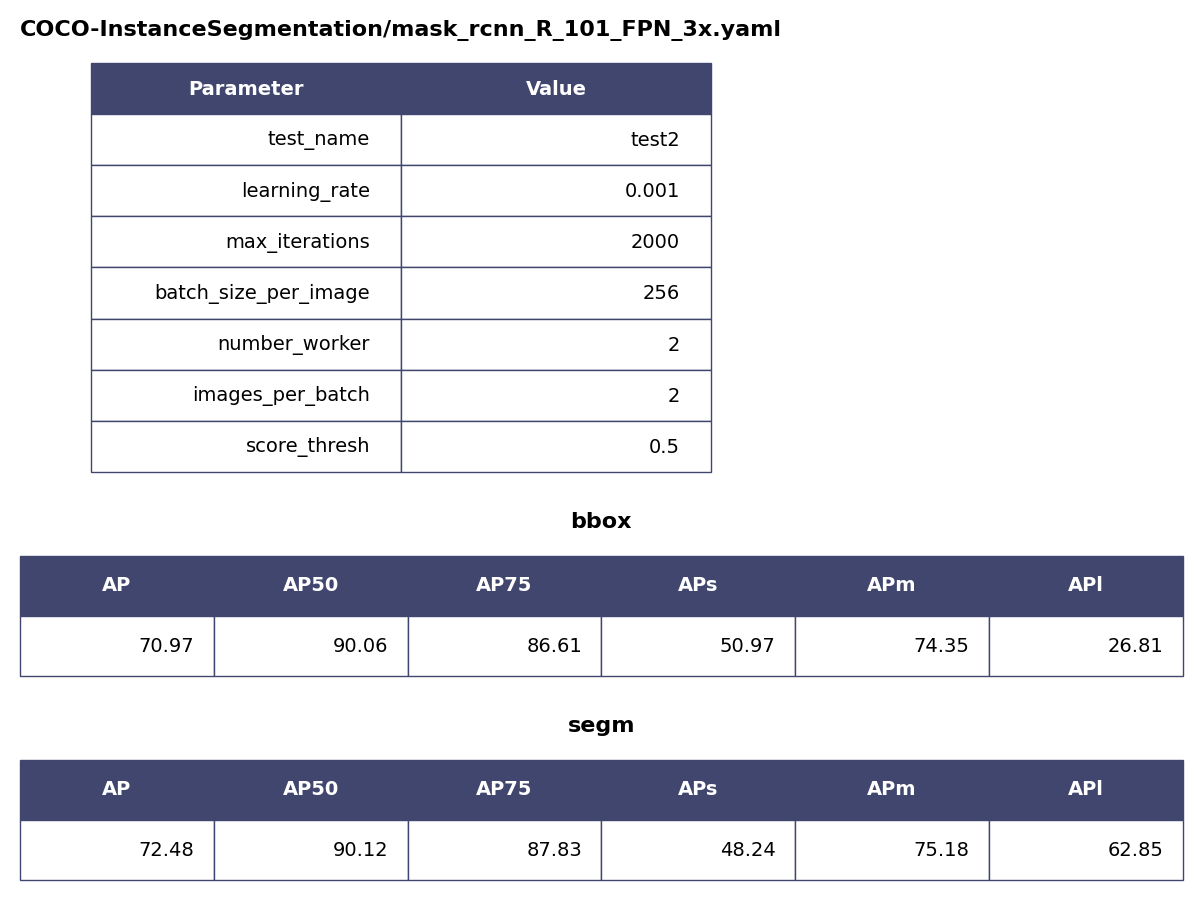 COCO-InstanceSegmentation/mask_rcnn_R_101_FPN_3x.yaml
Parameter Value
test_name test2
learning_rate 0.001
max_iterations 2000
batch_size_per_image 256
number_worker 2
images_per_batch 2
score_thresh 0.5
bbox
AP AP50 AP75 APs APm APl
70.97 90.06 86.61 50.97 74.35 26.81
segm
AP AP50 AP75 APs APm APl
72.48 90.12 87.83 48.24 75.18 62.85